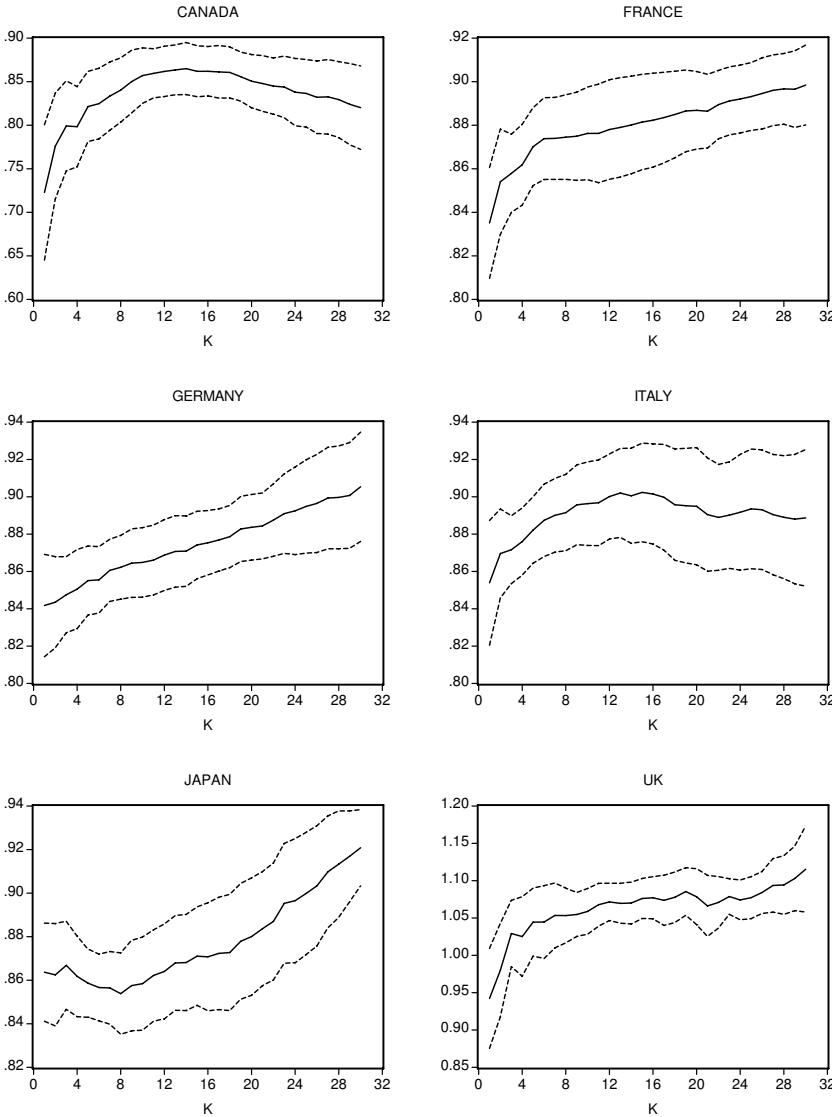 CANADA
.90
.85
.80
.75
.70
.65
.60
0 4 8 12 16 20 24 28 32
K
FRANCE
.92
.90
.88
.86
.84
.82
.80
0 4 8 12 16 20 24 28 32
K
GERMANY
.94
.92
.90
.88
.86
.84
.82
.80
0 4 8 12 16 20 24 28 32
K
ITALY
.94
.92
.90
.88
.86
.84
.82
.80
0 4 8 12 16 20 24 28 32
K
JAPAN
.94
.92
.90
.88
.86
.84
.82
0 4 8 12 16 20 24 28 32
K
UK
1.20
1.15
1.10
1.05
1.00
0.95
0.90
0.85
0 4 8 12 16 20 24 28 32
K